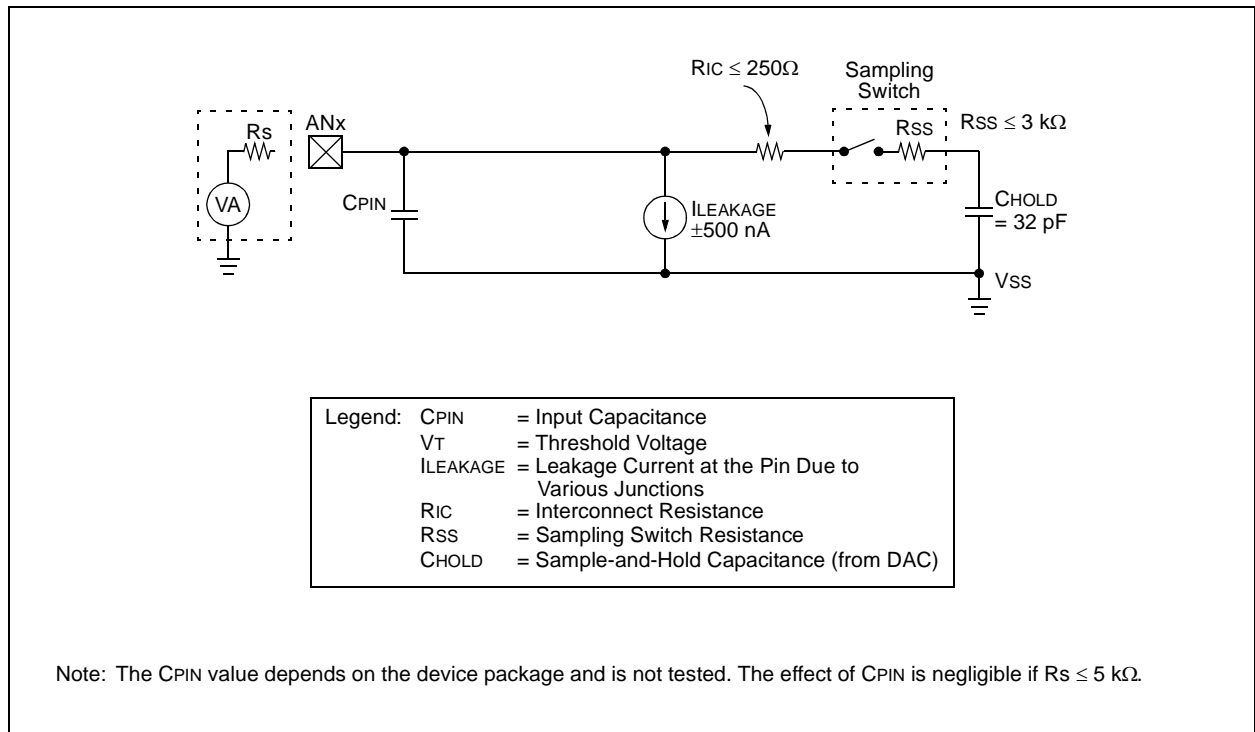 RIC ≤ 250Ω
Sampling
Switch
Rs
ANx
RSS
RSS ≤ 3 kΩ
VA
CPIN
ILEAKAGE
±500 nA
CHOLD
= 32 pF
VSS
Legend: CPIN = Input Capacitance
VT = Threshold Voltage
ILEAKAGE = Leakage Current at the Pin Due to
Various Junctions
RIC = Interconnect Resistance
RSS = Sampling Switch Resistance
CHOLD = Sample-and-Hold Capacitance (from DAC)
Note: The CPIN value depends on the device package and is not tested. The effect of CPIN is negligible if Rs ≤ 5 kΩ.